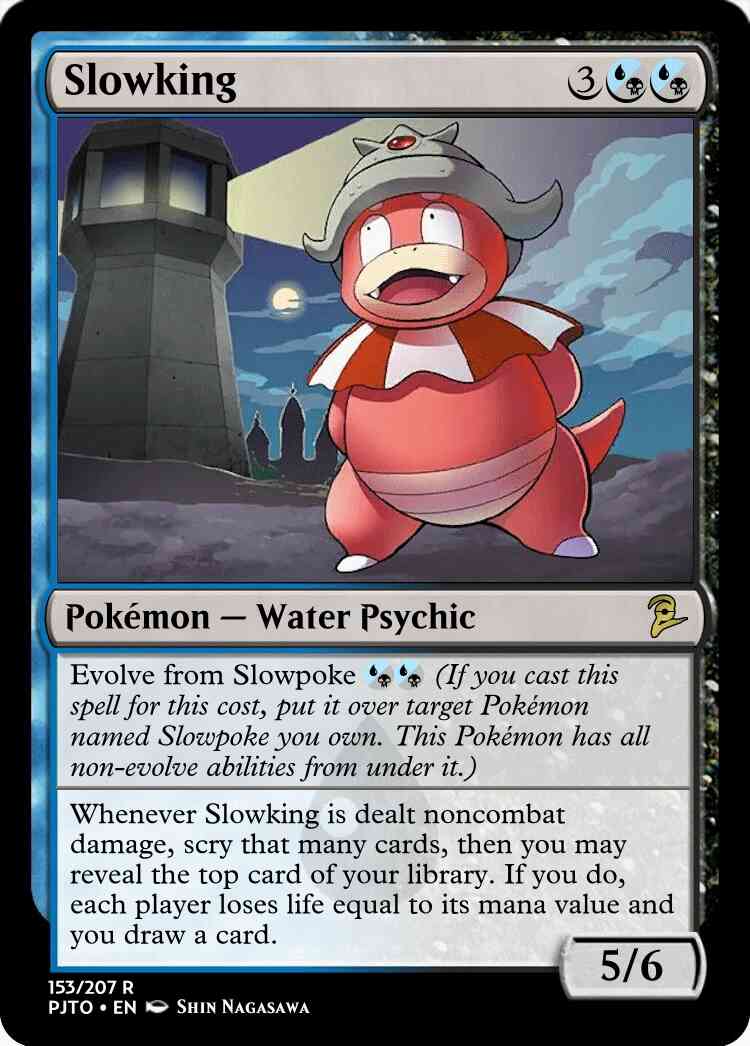 Slowking 3
Pokémon — Water Psychic
Evolve from Slowpoke (If you cast this
spell for this cost, put it over target Pokémon
named Slowpoke you own. This Pokémon has all
non-evolve abilities from under it.)
Whenever Slowking is dealt noncombat
damage, scry that many cards, then you may
reveal the top card of your library. If you do,
each player loses life equal to its mana value and
you draw a card.
5/6
153/207 R
PJTO • EN Shin Nagasawa